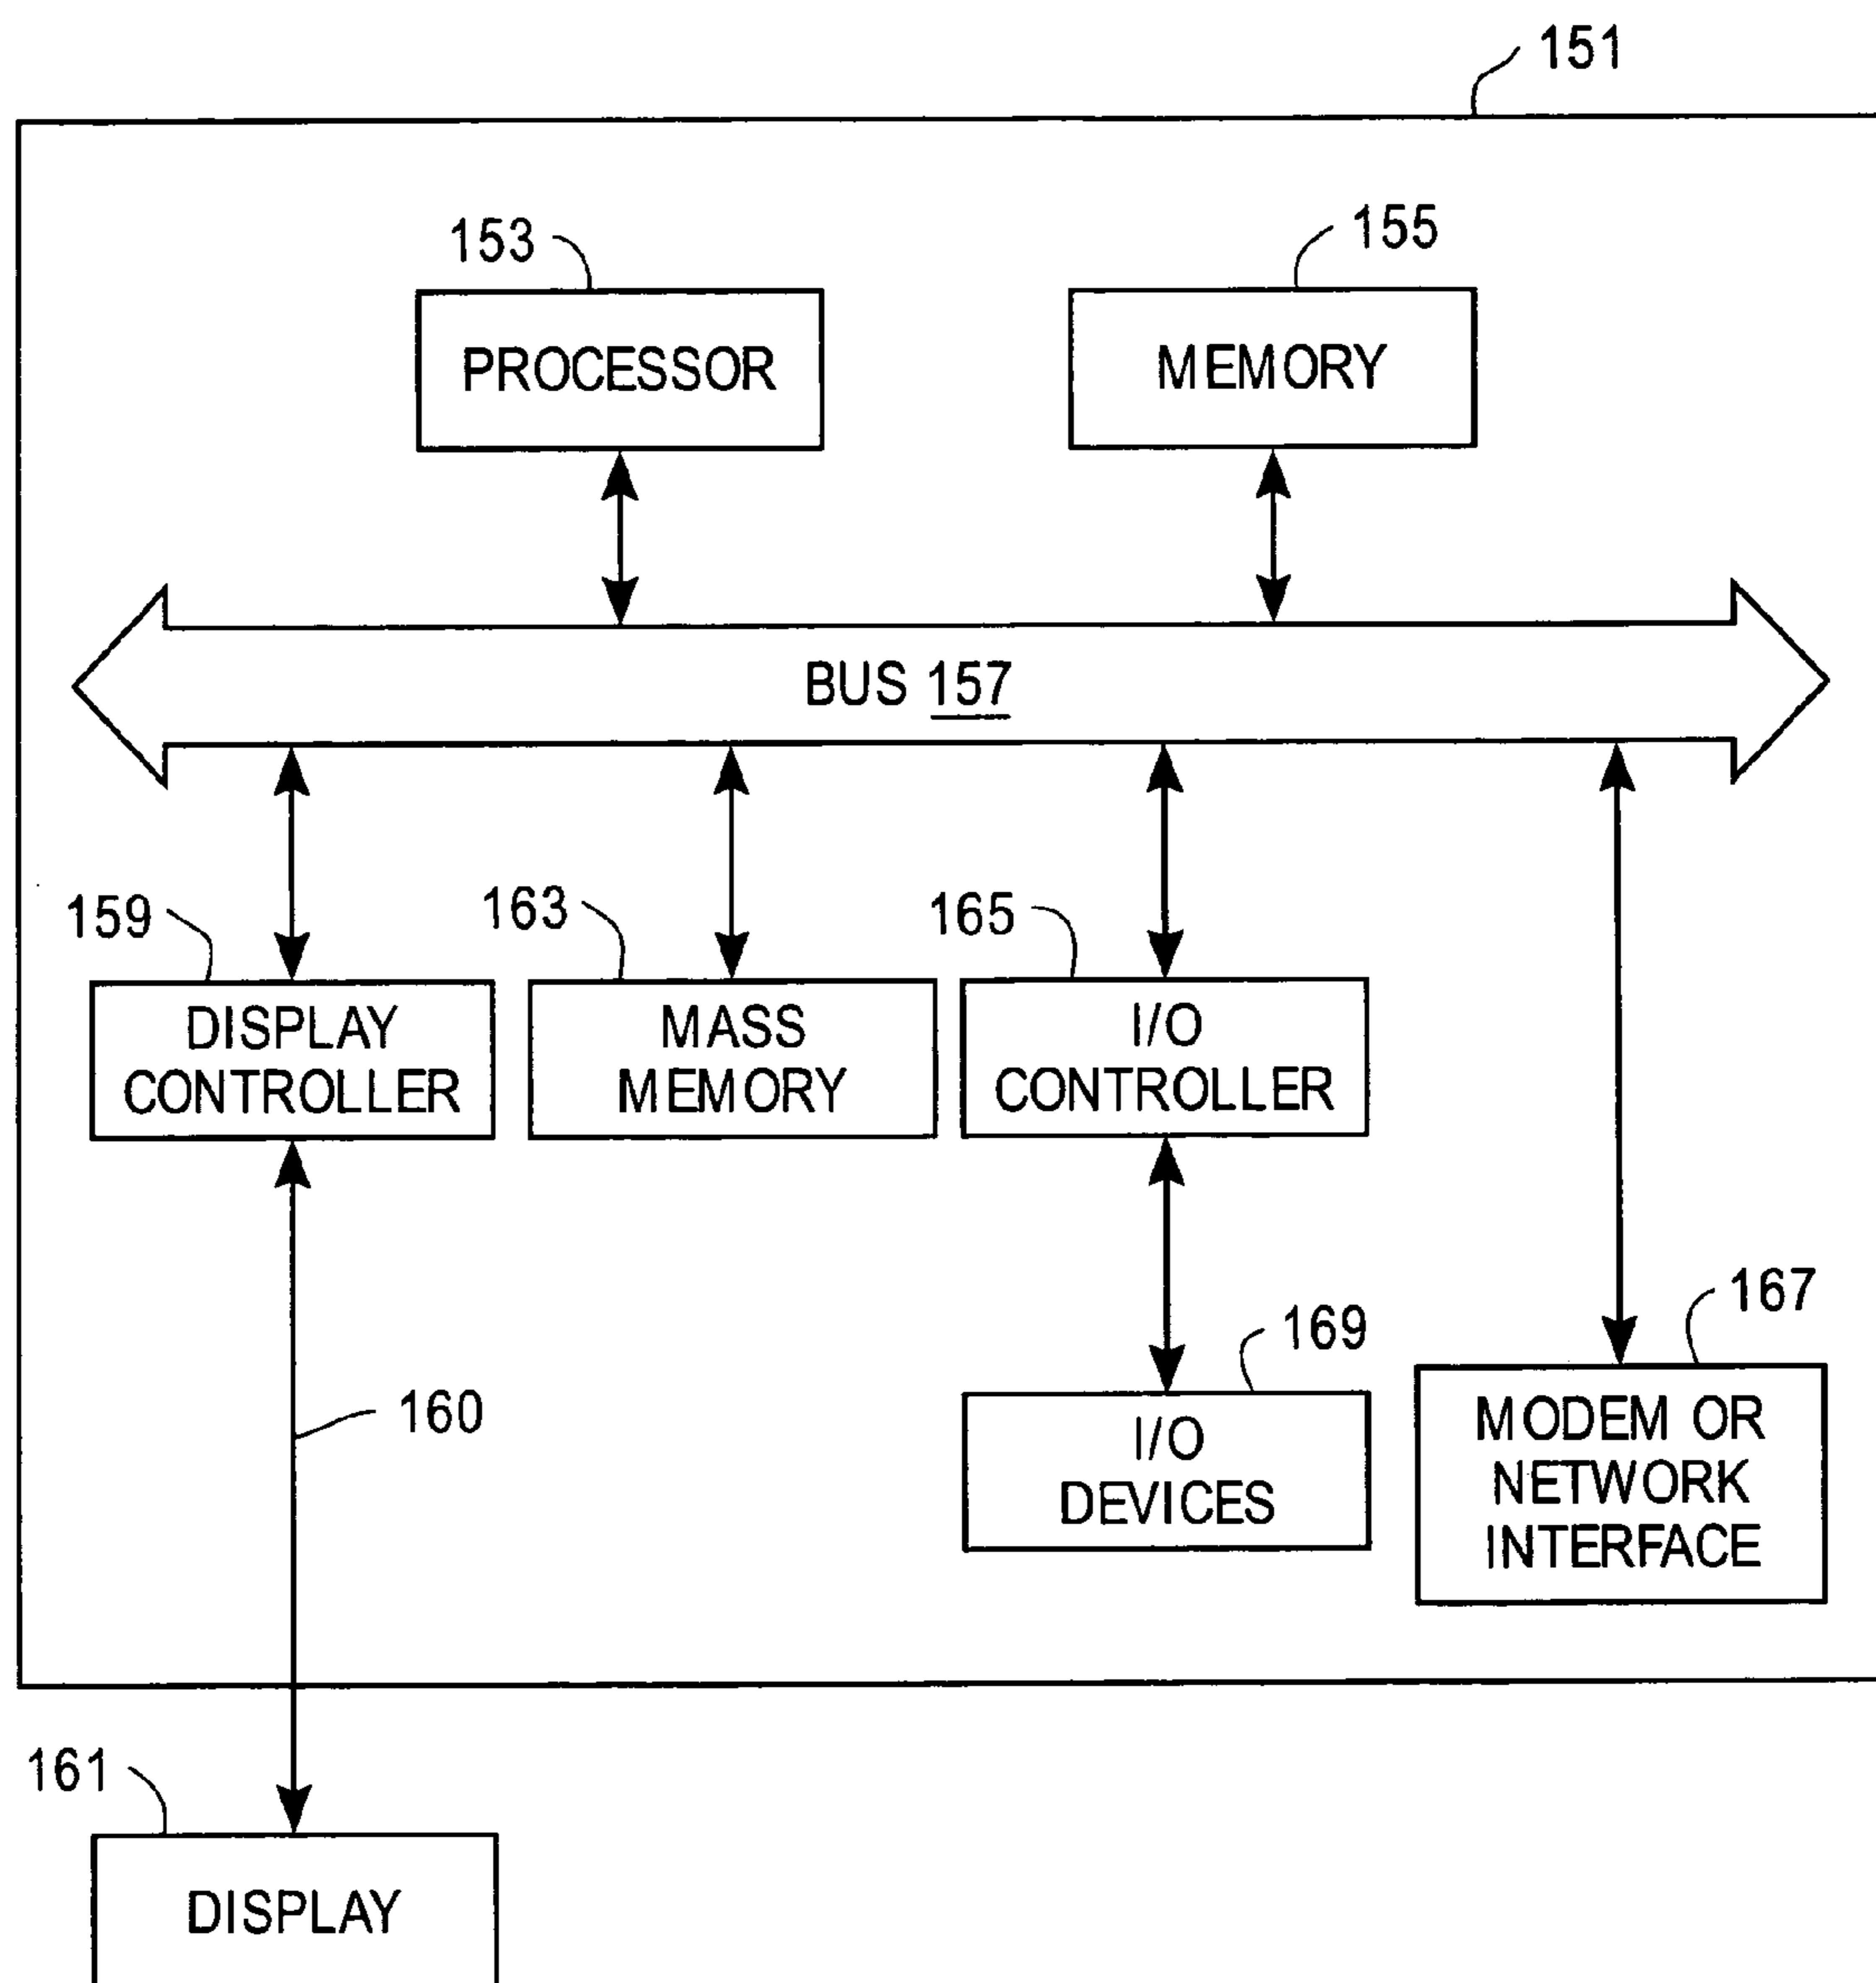 151
153
155
PROCESSOR
MEMORY
BUS 157
159
163
165
DISPLAY
CONTROLLER
MASS
MEMORY
I/O
CONTROLLER
160
169
167
I/O
DEVICES
MODEM OR
NETWORK
INTERFACE
161
DISPLAY